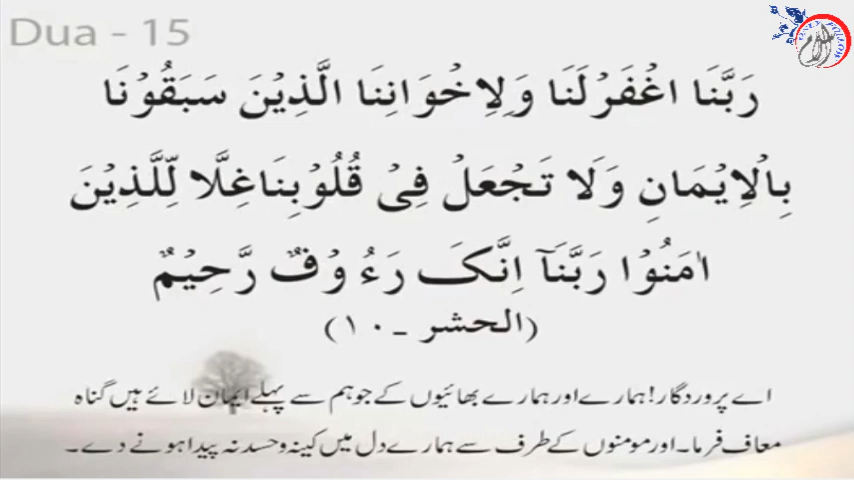 Dua - 15
رَبَّنَا اغْفِرْلَنَا وَلِاِخْوَانِنَا الَّذِيْنَ سَبَقُوْنَا
بِالْاِيْمَانِ وَلَا تَجْعَلْ فِىْ قُلُوْبِنَا غِلًّا لِّلَّذِيْنَ
اٰمَنُوْا رَبَّنَآ اِنَّکَ رَءُ وْفٌ رَّحِيْمٌ
(الحشر ـ ١٠)
اے پروردگار! ہمارے اور ہمارے بھائیوں کے جو ہم سے پہلے ایمان لائے ہیں گناہ
معاف فرما۔ اور مومنوں کے طرف سے ہمارے دل میں کینہ و حسد نہ پیدا ہونے دے۔